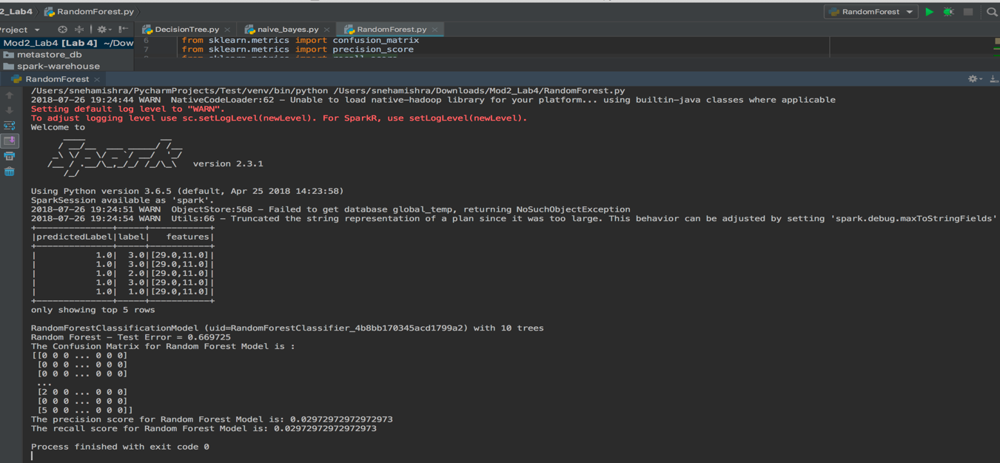 2_Lab4 RandomForest.py RandomForest
Project DecisionTree.py naive_bayes.py RandomForest.py
Mod2_Lab4 [Lab 4] ~/Dow 6 from sklearn.metrics import confusion_matrix
metastore_db 7 from sklearn.metrics import precision_score
8 from sklearn.metrics import recall_score
spark-warehouse
RandomForest
/Users/snehamishra/PycharmProjects/Test/venv/bin/python /Users/snehamishra/Downloads/Mod2_Lab4/RandomForest.py
2018-07-26 19:24:44 WARN  NativeCodeLoader:62 - Unable to load native-hadoop library for your platform... using builtin-java classes where applicable
Setting default log level to "WARN".
To adjust logging level use sc.setLogLevel(newLevel). For SparkR, use setLogLevel(newLevel).
Welcome to
      ____              __
     / __/__  ___ _____/ /__
    _\ \/ _ \/ _ `/ __/  '_/
   /__ / .__/\_,_/_/ /_/\_\   version 2.3.1
      /_/
Using Python version 3.6.5 (default, Apr 25 2018 14:23:58)
SparkSession available as 'spark'.
2018-07-26 19:24:51 WARN  ObjectStore:568 - Failed to get database global_temp, returning NoSuchObjectException
2018-07-26 19:24:54 WARN  Utils:66 - Truncated the string representation of a plan since it was too large. This behavior can be adjusted by setting 'spark.debug.maxToStringFields'
+--------------+-----+-----------+
|predictedLabel|label|   features|
+--------------+-----+-----------+
|           1.0|  3.0|[29.0,11.0]|
|           1.0|  3.0|[29.0,11.0]|
|           1.0|  2.0|[29.0,11.0]|
|           1.0|  3.0|[29.0,11.0]|
|           1.0|  1.0|[29.0,11.0]|
+--------------+-----+-----------+
only showing top 5 rows
RandomForestClassificationModel (uid=RandomForestClassifier_4b8bb170345acd1799a2) with 10 trees
Random Forest - Test Error = 0.669725
The Confusion Matrix for Random Forest Model is :
[[0 0 0 ... 0 0 0]
 [0 0 0 ... 0 0 0]
 [0 0 0 ... 0 0 0]
 ...
 [2 0 0 ... 0 0 0]
 [0 0 0 ... 0 0 0]
 [5 0 0 ... 0 0 0]]
The precision score for Random Forest Model is: 0.02972972972972973
The recall score for Random Forest Model is: 0.02972972972972973
Process finished with exit code 0